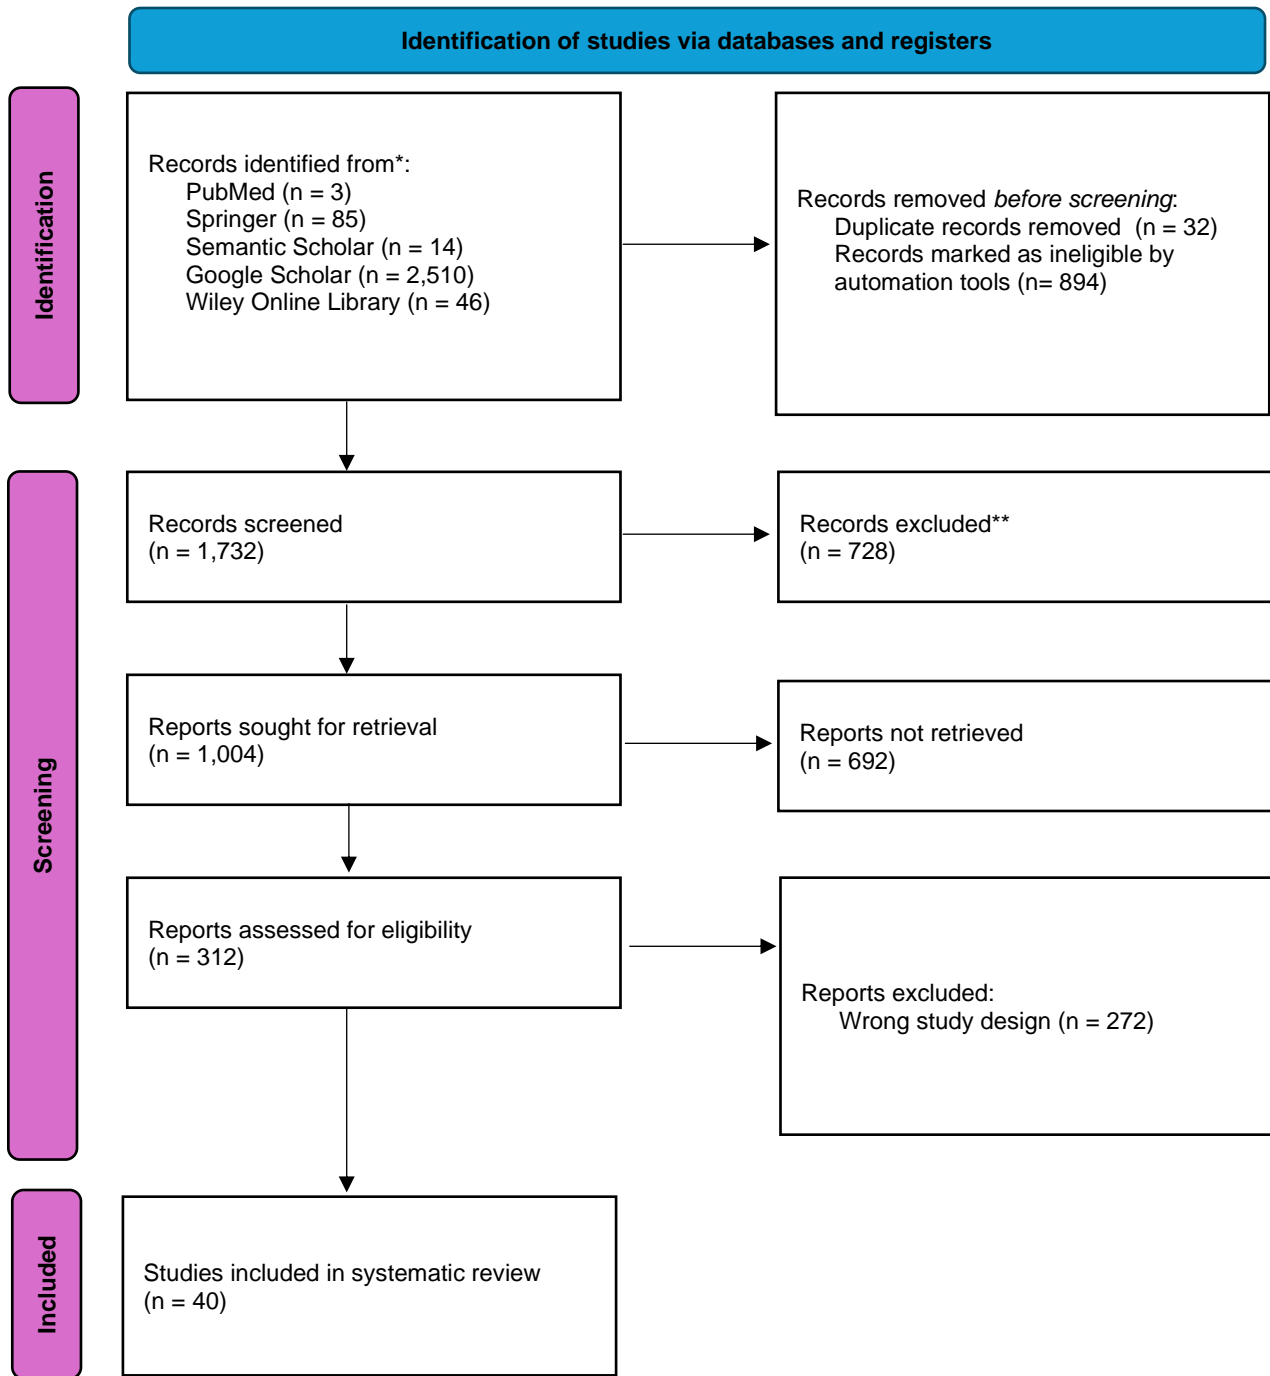 Identification of studies via databases and registers
Identification
Records identified from*:
PubMed (n = 3)
Springer (n = 85)
Semantic Scholar (n = 14)
Google Scholar (n = 2,510)
Wiley Online Library (n = 46)
Records removed before screening:
Duplicate records removed (n = 32)
Records marked as ineligible by
automation tools (n= 894)
Screening
Records screened
(n = 1,732)
Records excluded**
(n = 728)
Reports sought for retrieval
(n = 1,004)
Reports not retrieved
(n = 692)
Reports assessed for eligibility
(n = 312)
Reports excluded:
Wrong study design (n = 272)
Included
Studies included in systematic review
(n = 40)